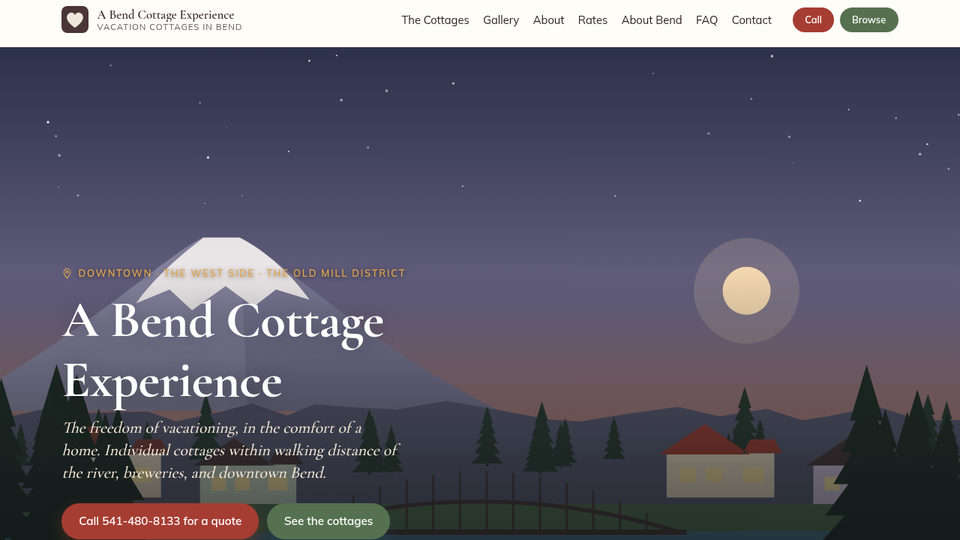 A Bend Cottage Experience
VACATION COTTAGES IN BEND
The Cottages
Gallery
About
Rates
About Bend
FAQ
Contact
Call
Browse
DOWNTOWN · THE WEST SIDE · THE OLD MILL DISTRICT
A Bend Cottage
Experience
The freedom of vacationing, in the comfort of a
home. Individual cottages within walking distance of
the river, breweries, and downtown Bend.
Call 541-480-8133 for a quote
See the cottages